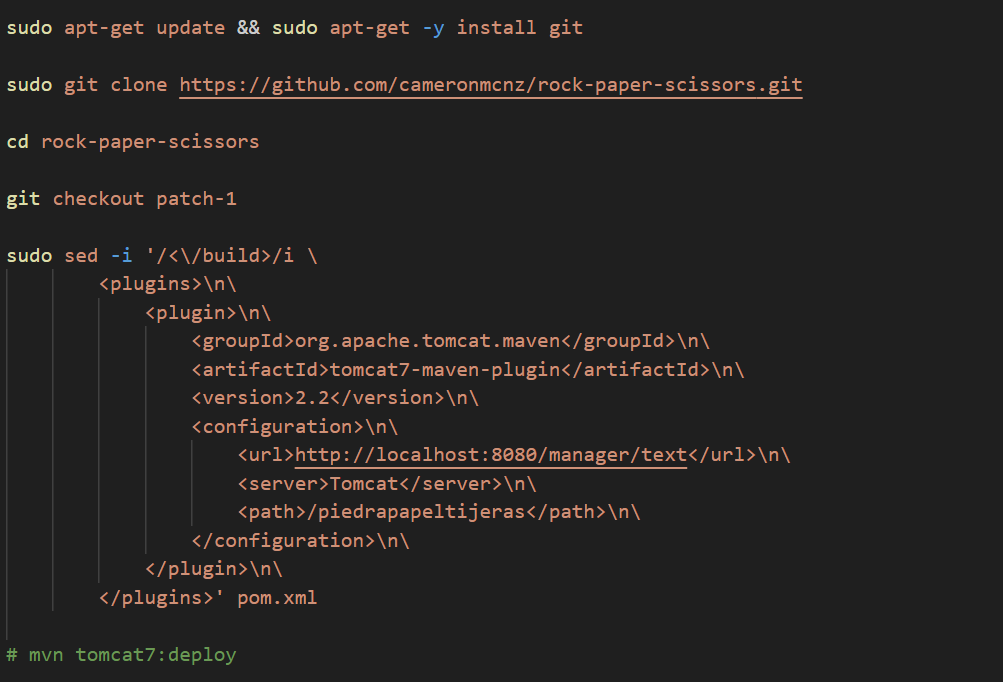 sudo apt-get update && sudo apt-get -y install git
sudo git clone https://github.com/cameronmcnz/rock-paper-scissors.git
cd rock-paper-scissors
git checkout patch-1
sudo sed -i '/<\/build>/i \
<plugins>\n\
<plugin>\n\
<groupId>org.apache.tomcat.maven</groupId>\n\
<artifactId>tomcat7-maven-plugin</artifactId>\n\
<version>2.2</version>\n\
<configuration>\n\
<url>http://localhost:8080/manager/text</url>\n\
<server>Tomcat</server>\n\
<path>/piedrapapeltijeras</path>\n\
</configuration>\n\
</plugin>\n\
</plugins>' pom.xml
# mvn tomcat7:deploy